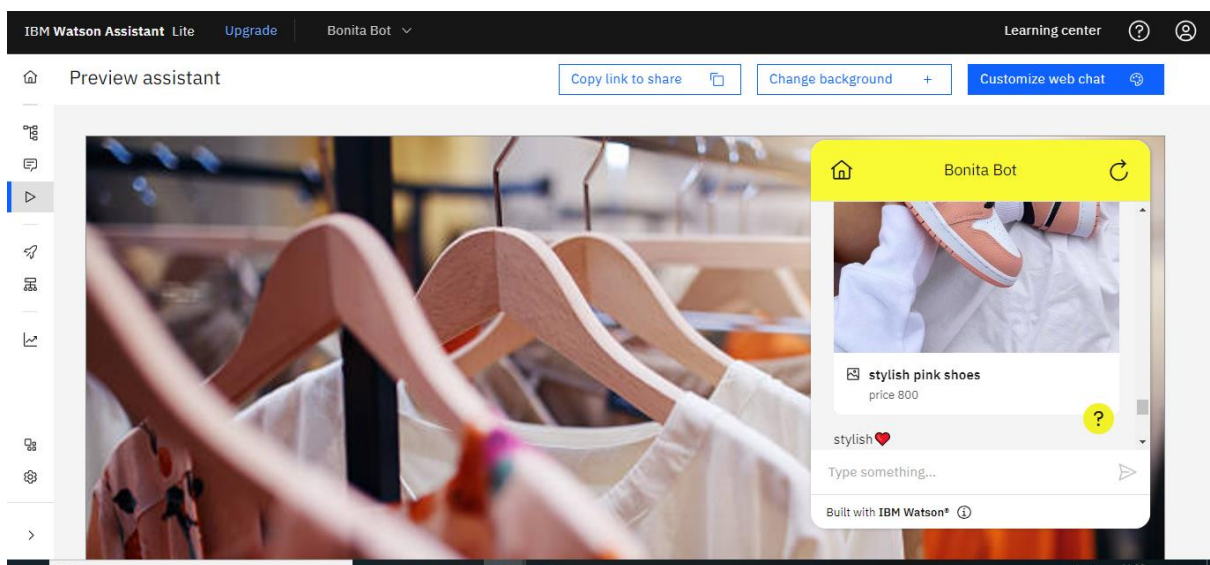 IBM Watson Assistant Lite Upgrade Bonita Bot
Learning center
Preview assistant
Copy link to share
Change background +
Customize web chat
Bonita Bot
stylish pink shoes
price 800
?
stylish❤
Type something...
Built with IBM Watson®